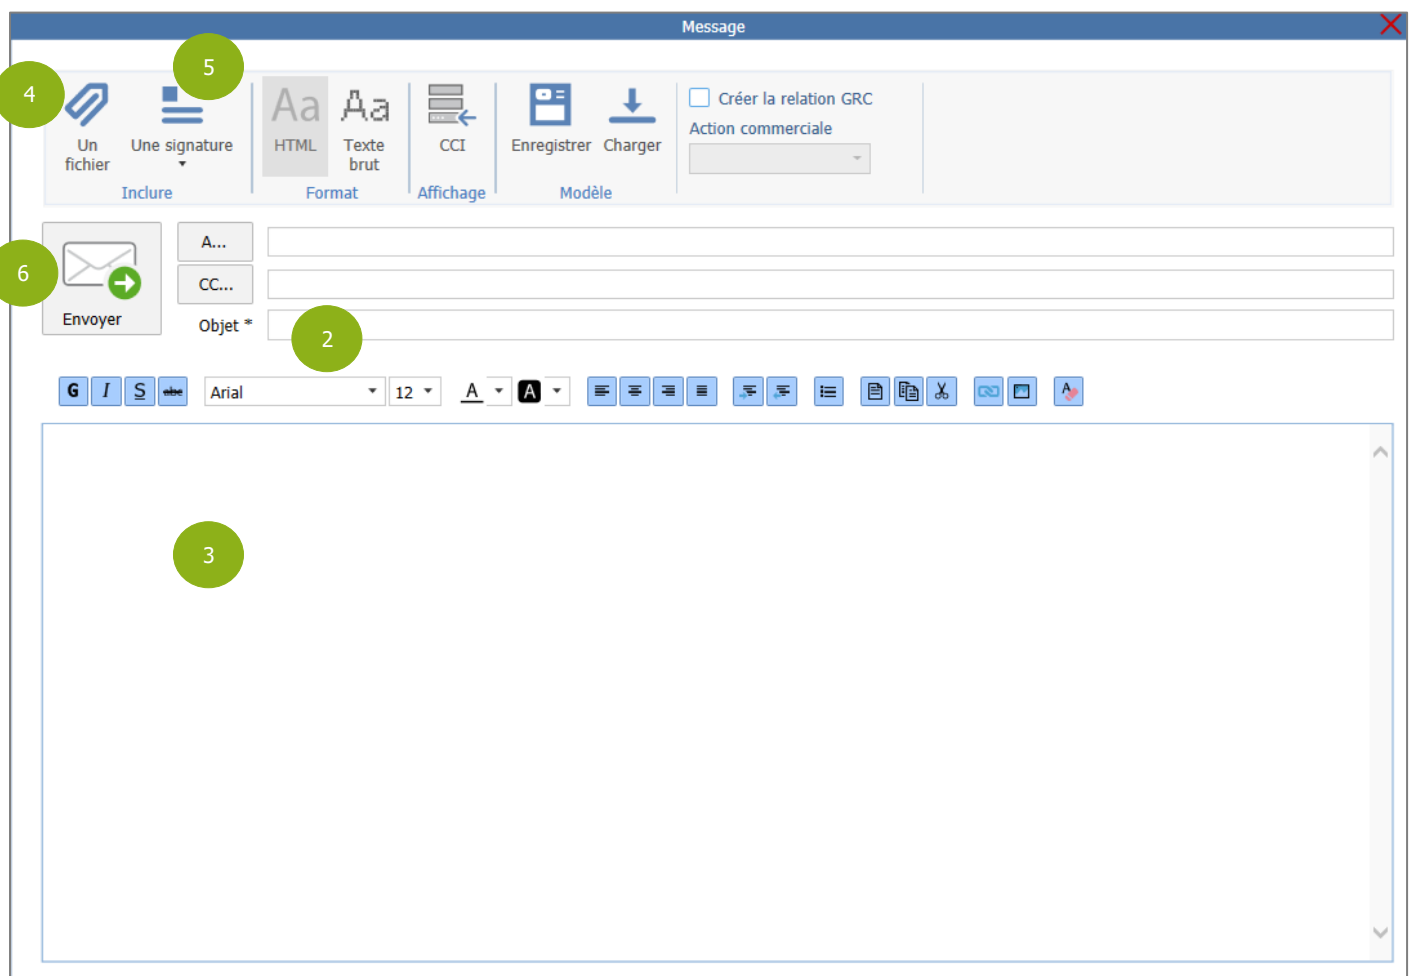 Message
5
4
Aa
Aa
Créer la relation GRC
Action commerciale
Un fichier
Une signature
HTML
Texte brut
CCI
Enregistrer
Charger
Inclure
Format
Affichage
Modèle
A...
6
CC...
Envoyer
Objet *
2
G I S abc Arial 12 A A A
3